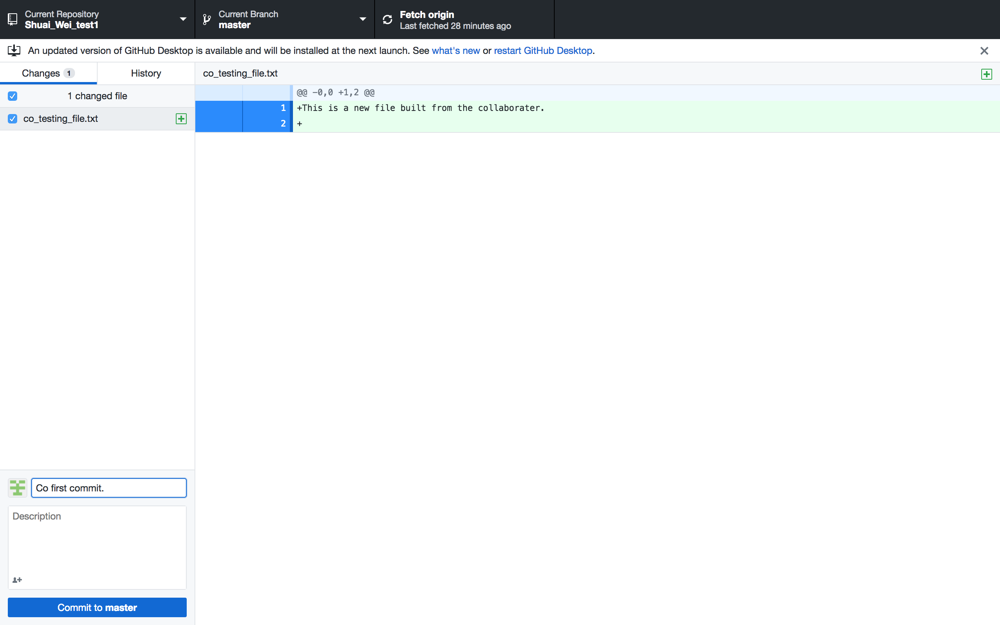 Current Repository
Shuai_Wei_test1
Current Branch
master
Fetch origin
Last fetched 28 minutes ago
An updated version of GitHub Desktop is available and will be installed at the next launch. See what's new or restart GitHub Desktop.
Changes 1
History
co_testing_file.txt
1 changed file
co_testing_file.txt
@@ -0,0 +1,2 @@
1 +This is a new file built from the collaborater.
2 +
Co first commit.
Description
Commit to master